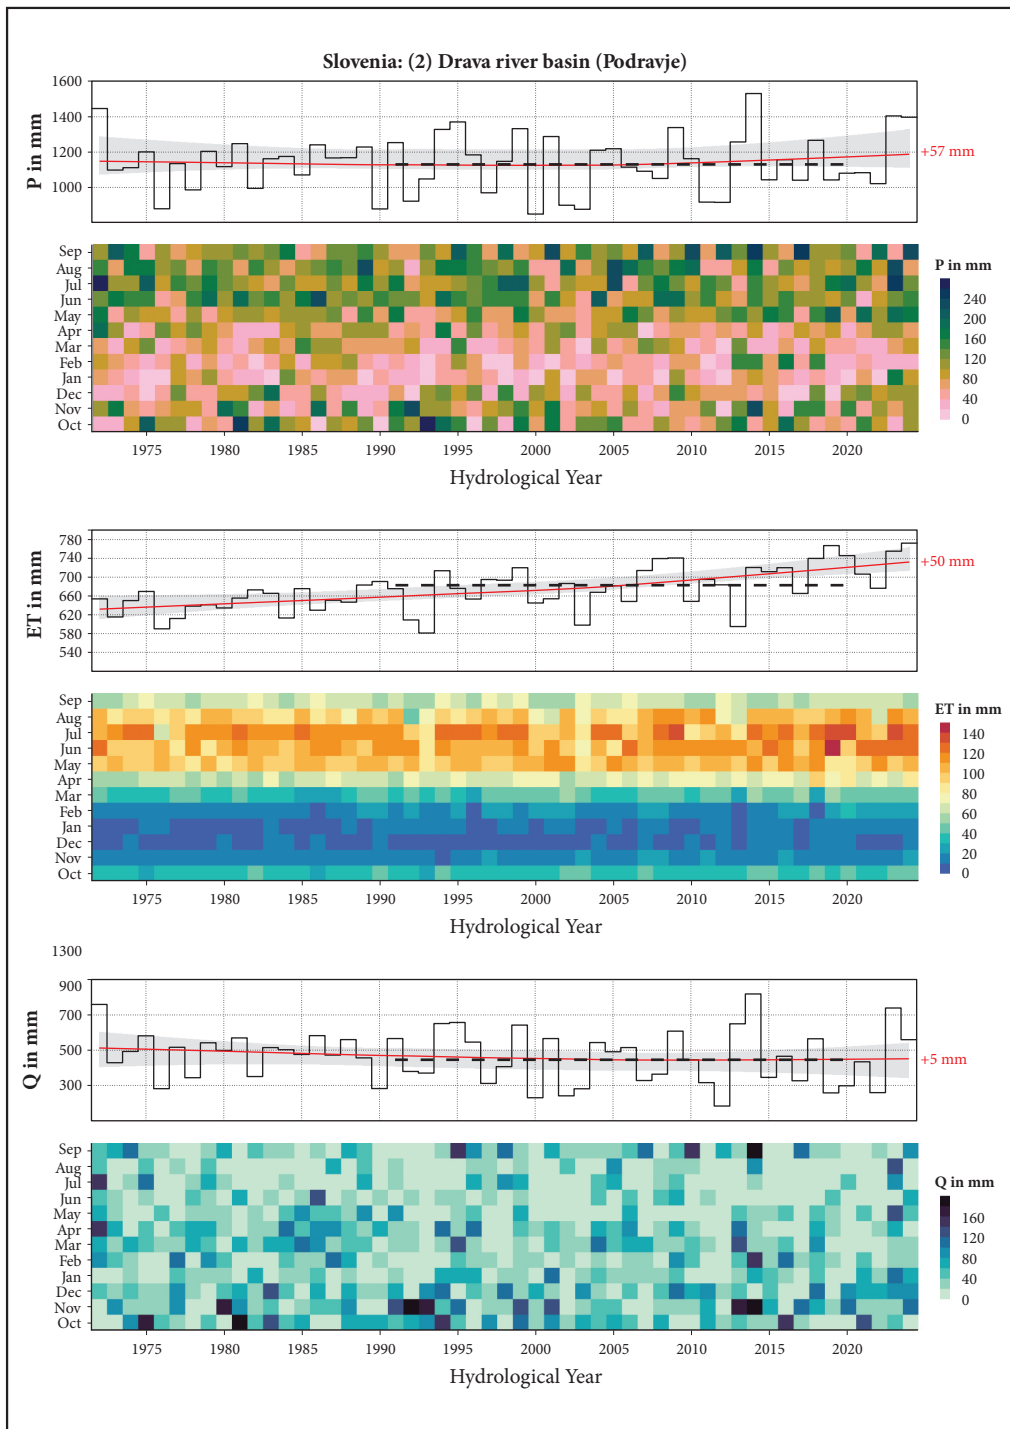 Slovenia: (2) Drava river basin (Podravje)
P in mm
1600
1400
1200
1000
+57 mm
Sep
Aug
Jul
Jun
May
Apr
Mar
Feb
Jan
Dec
Nov
Oct
1975 1980 1985 1990 1995 2000 2005 2010 2015 2020
Hydrological Year
P in mm
240
200
160
120
80
40
0
ET in mm
780
740
700
660
620
580
540
+50 mm
Sep
Aug
Jul
Jun
May
Apr
Mar
Feb
Jan
Dec
Nov
Oct
1975 1980 1985 1990 1995 2000 2005 2010 2015 2020
Hydrological Year
ET in mm
140
120
100
80
60
40
20
0
Q in mm
1300
900
700
500
300
+5 mm
Sep
Aug
Jul
Jun
May
Apr
Mar
Feb
Jan
Dec
Nov
Oct
1975 1980 1985 1990 1995 2000 2005 2010 2015 2020
Hydrological Year
Q in mm
160
120
80
40
0